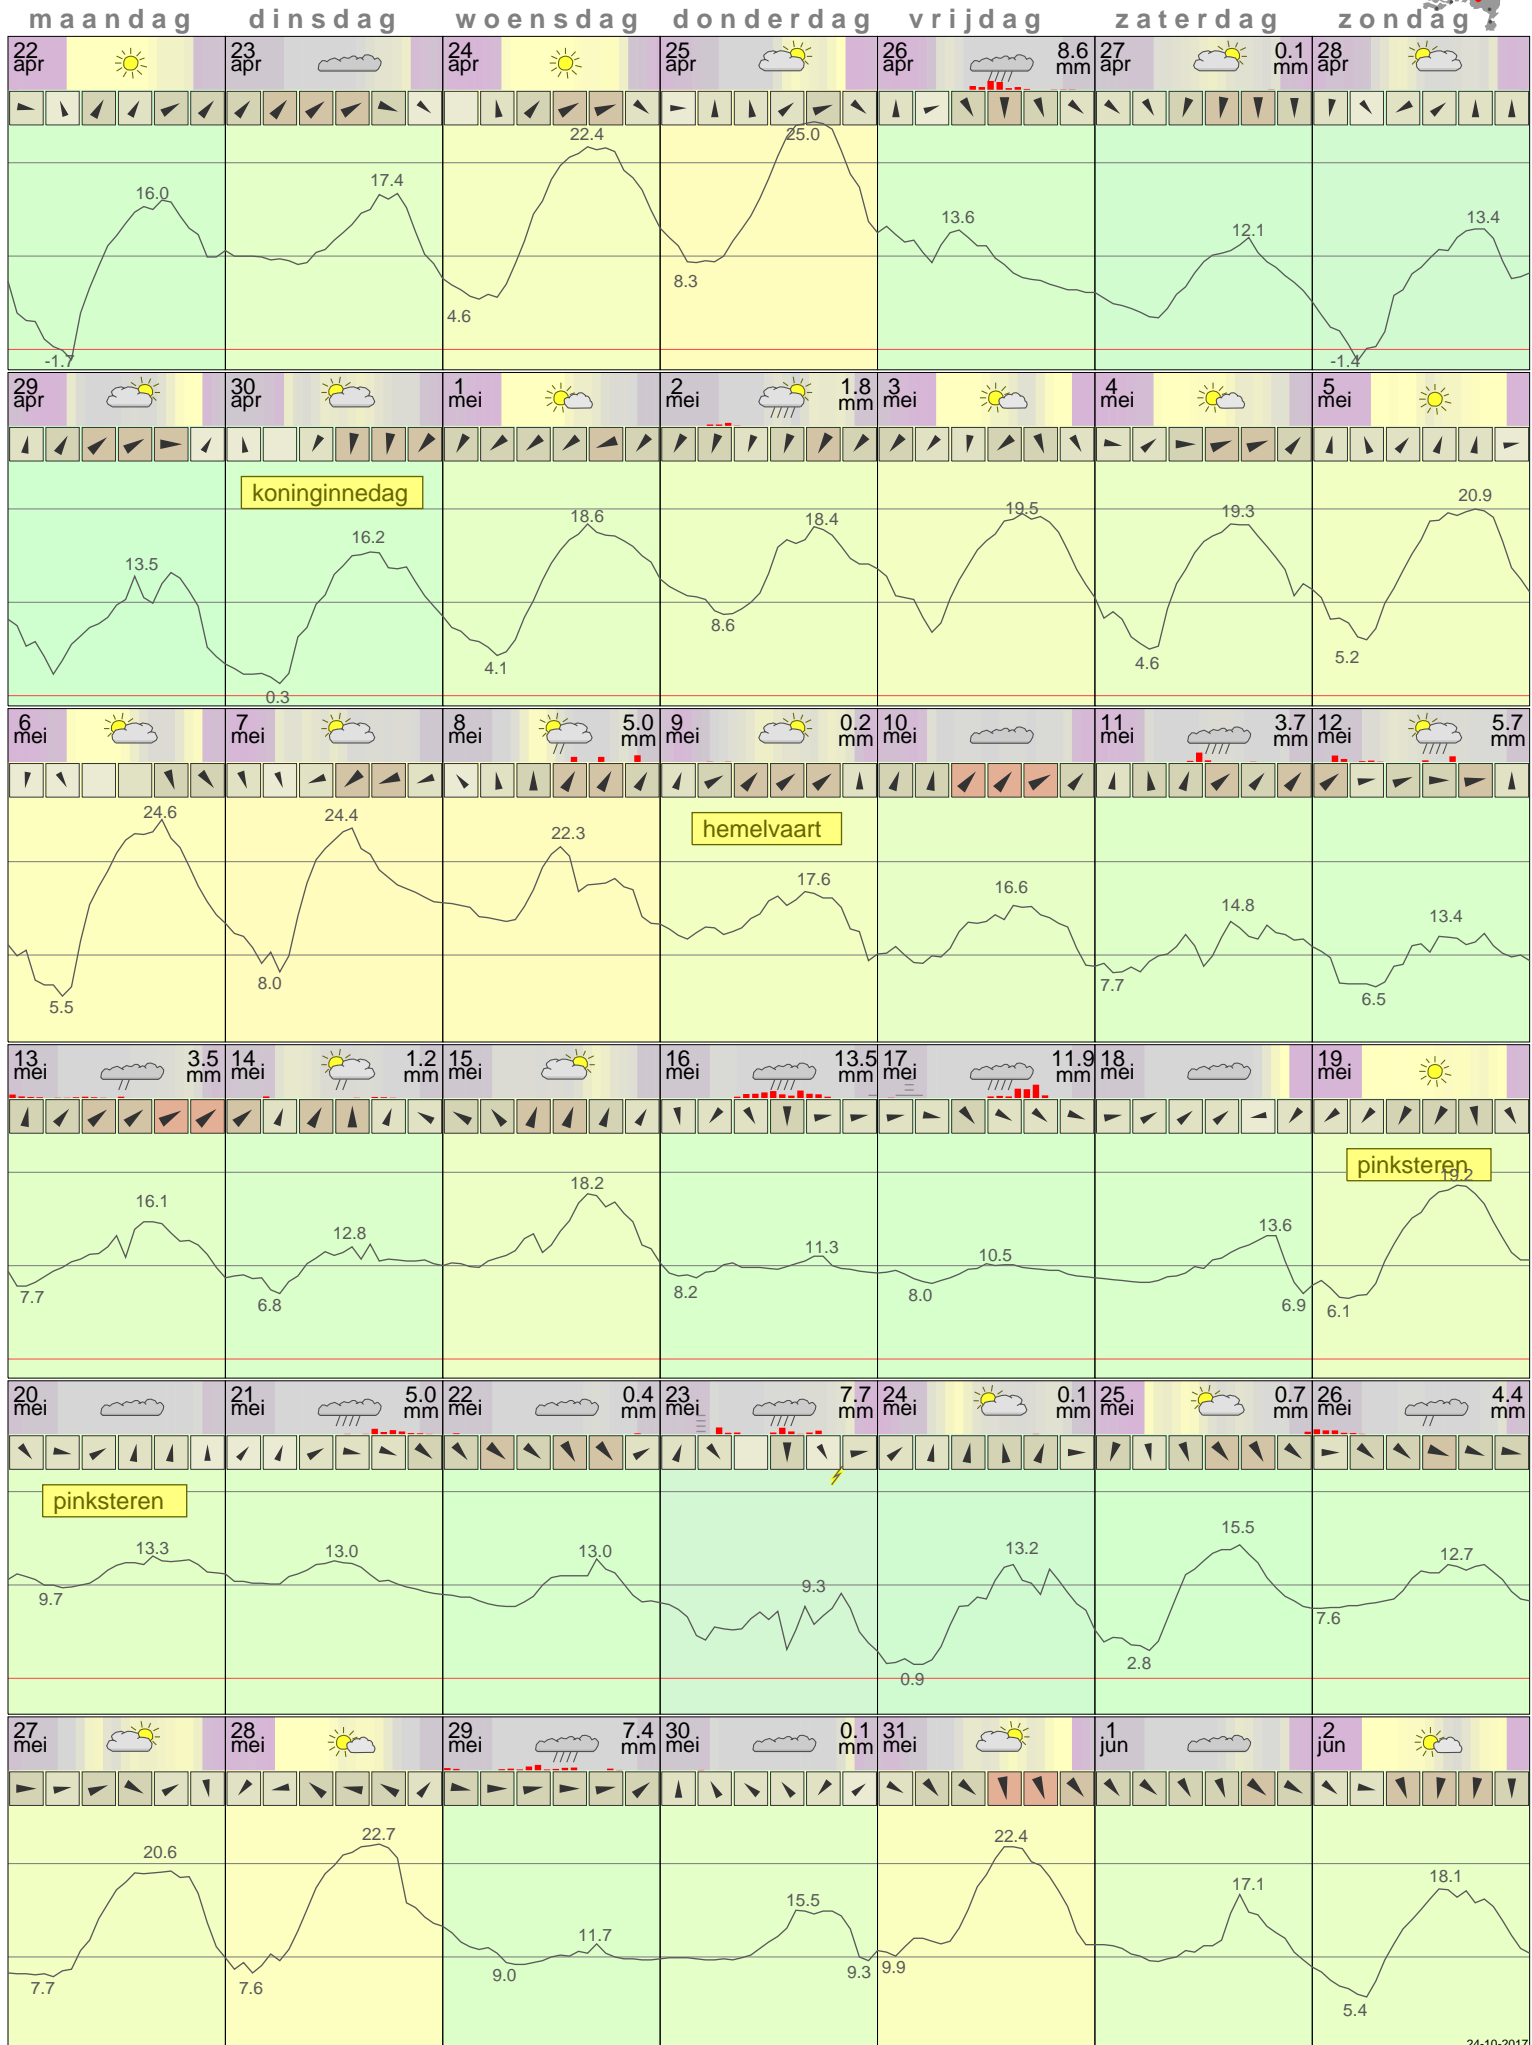 maandag dinsdag woensdag donderdag vrijdag zaterdag zondag
22 apr 23 apr 24 apr 25 apr 26 apr 8.6 mm 27 apr 0.1 mm 28 apr
16.0 -1.7 17.4 22.4 4.6 25.0 8.3 13.6 12.1 13.4 -1.4
29 apr 30 apr 1 mei 2 mei 1.8 mm 3 mei 4 mei 5 mei
koninginnedag
13.5 16.2 0.3 18.6 4.1 18.4 8.6 19.5 19.3 4.6 20.9 5.2
6 mei 7 mei 8 mei 5.0 mm 9 mei 0.2 mm 10 mei 11 mei 3.7 mm 12 mei 5.7 mm
hemelvaart
24.6 5.5 24.4 8.0 22.3 17.6 16.6 14.8 7.7 13.4 6.5
13 mei 3.5 mm 14 mei 1.2 mm 15 mei 16 mei 13.5 mm 17 mei 11.9 mm 18 mei 19 mei
pinksteren
16.1 7.7 12.8 6.8 18.2 11.3 8.2 10.5 8.0 13.6 6.9 19.2 6.1
20 mei 21 mei 5.0 mm 22 mei 0.4 mm 23 mei 7.7 mm 24 mei 0.1 mm 25 mei 0.7 mm 26 mei 4.4 mm
pinksteren
13.3 9.7 13.0 13.0 9.3 13.2 0.9 15.5 2.8 12.7 7.6
27 mei 28 mei 29 mei 7.4 mm 30 mei 0.1 mm 31 mei 1 jun 2 jun
20.6 7.7 22.7 7.6 11.7 9.0 15.5 9.3 22.4 9.9 17.1 18.1 5.4
24-10-2017